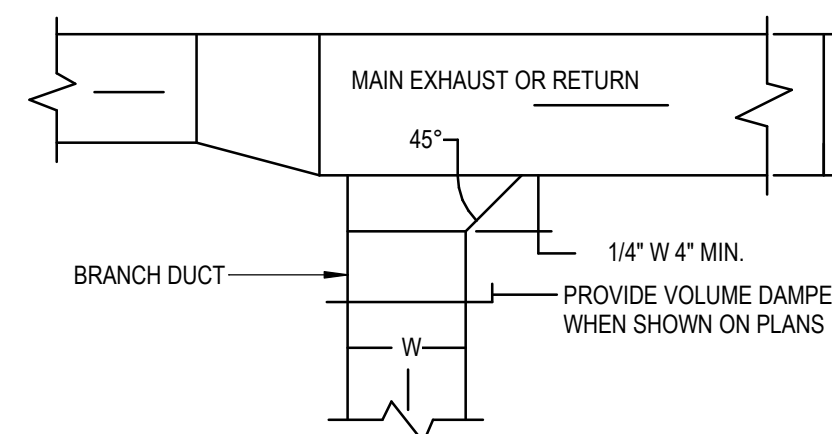 MAIN EXHAUST OR RETURN
45°
1/4" W 4" MIN.
BRANCH DUCT
PROVIDE VOLUME DAMPE
WHEN SHOWN ON PLANS
W